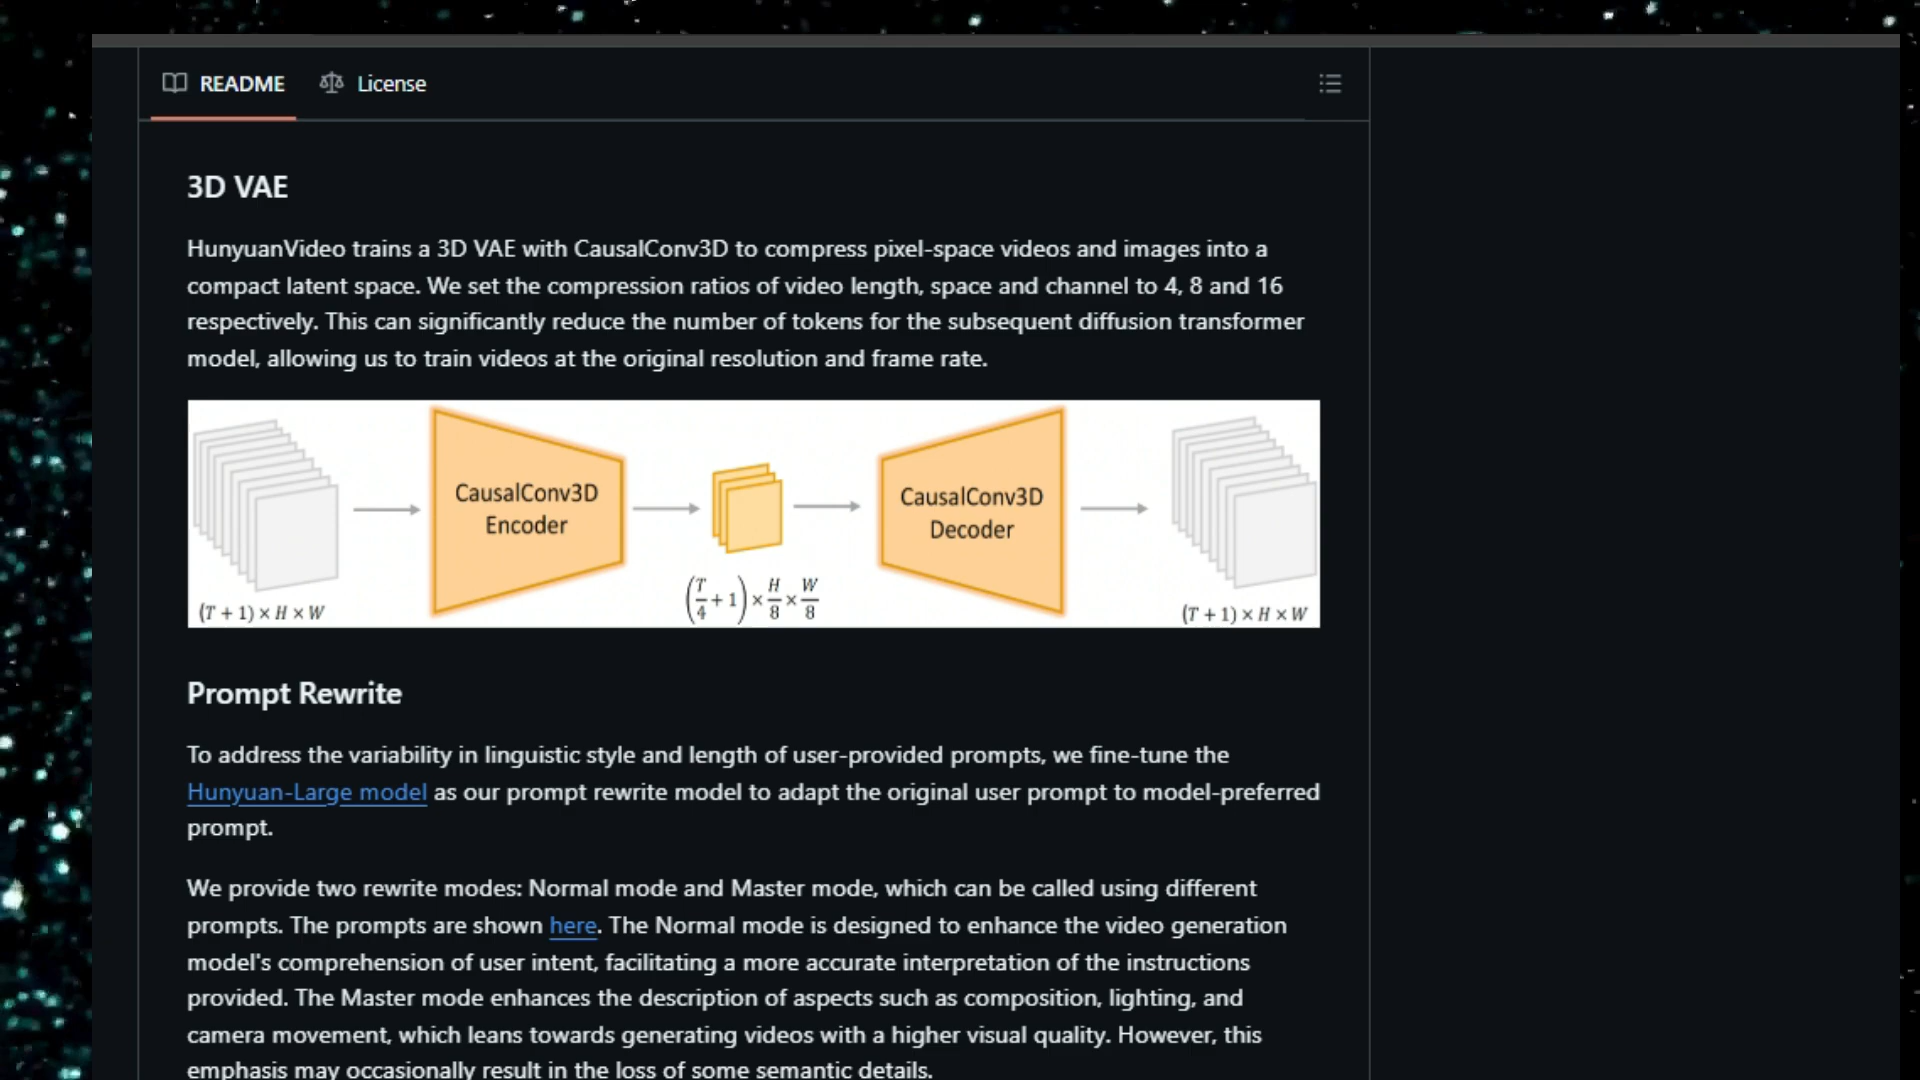 README License
3D VAE
HunyuanVideo trains a 3D VAE with CausalConv3D to compress pixel-space videos and images into a
compact latent space. We set the compression ratios of video length, space and channel to 4, 8 and 16
respectively. This can significantly reduce the number of tokens for the subsequent diffusion transformer
model, allowing us to train videos at the original resolution and frame rate.
CausalConv3D
Encoder
CausalConv3D
Decoder
(T + 1) × H × W
(T/4 + 1) × H/8 × W/8
(T + 1) × H × W
Prompt Rewrite
To address the variability in linguistic style and length of user-provided prompts, we fine-tune the
Hunyuan-Large model as our prompt rewrite model to adapt the original user prompt to model-preferred
prompt.
We provide two rewrite modes: Normal mode and Master mode, which can be called using different
prompts. The prompts are shown here. The Normal mode is designed to enhance the video generation
model's comprehension of user intent, facilitating a more accurate interpretation of the instructions
provided. The Master mode enhances the description of aspects such as composition, lighting, and
camera movement, which leans towards generating videos with a higher visual quality. However, this
emphasis may occasionally result in the loss of some semantic details.